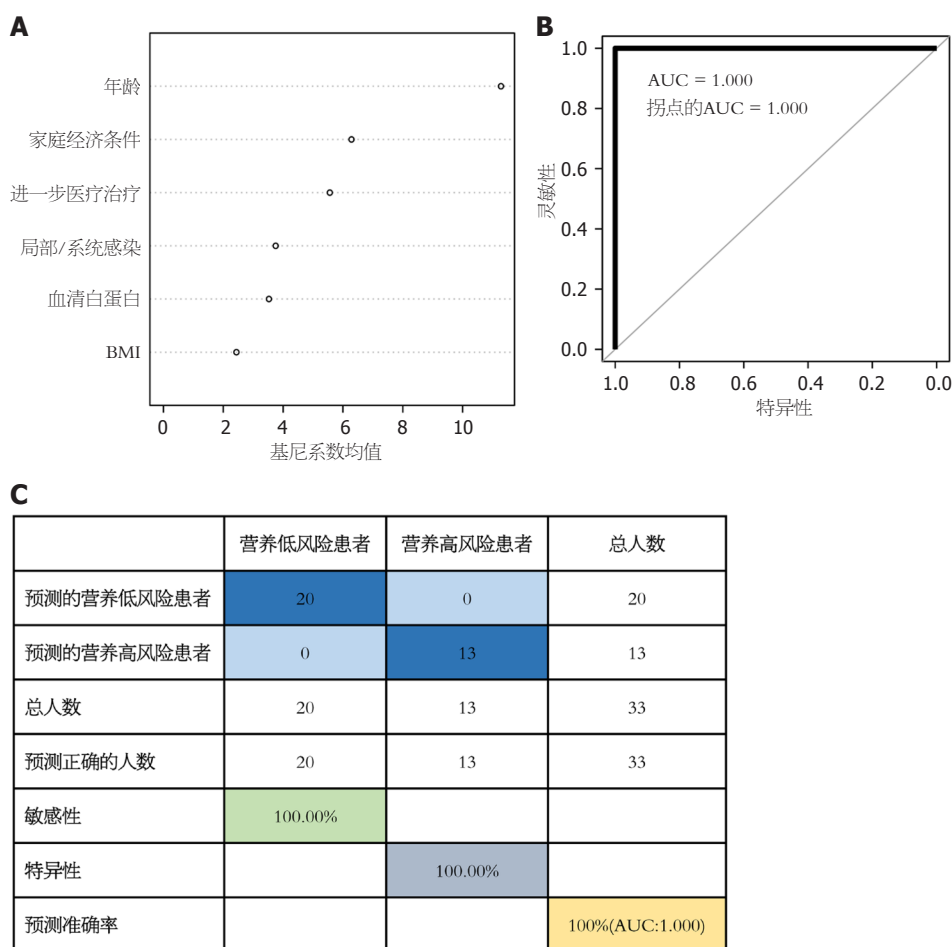 A
年龄
家庭经济条件
进一步医疗治疗
局部/系统感染
血清白蛋白
BMI
0 2 4 6 8 10
基尼系数均值
B
1.0
0.8
0.6
0.4
0.2
0.0
灵敏性
AUC = 1.000
拐点的AUC = 1.000
1.0 0.8 0.6 0.4 0.2 0.0
特异性
C
营养低风险患者 营养高风险患者 总人数
预测的营养低风险患者 20 0 20
预测的营养高风险患者 0 13 13
总人数 20 13 33
预测正确的人数 20 13 33
敏感性 100.00%
特异性 100.00%
预测准确率 100%(AUC:1.000)